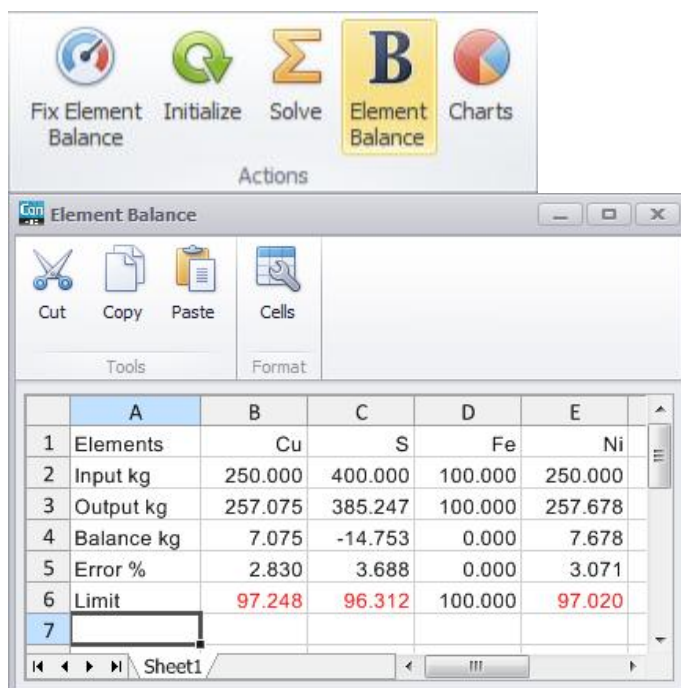 B
Fix Element Balance Initialize Solve Element Balance Charts
Actions
Con Element Balance
Cut Copy Paste Cells
Tools Format
A B C D E
1 Elements Cu S Fe Ni
2 Input kg 250.000 400.000 100.000 250.000
3 Output kg 257.075 385.247 100.000 257.678
4 Balance kg 7.075 -14.753 0.000 7.678
5 Error % 2.830 3.688 0.000 3.071
6 Limit 97.248 96.312 100.000 97.020
7
Sheet1